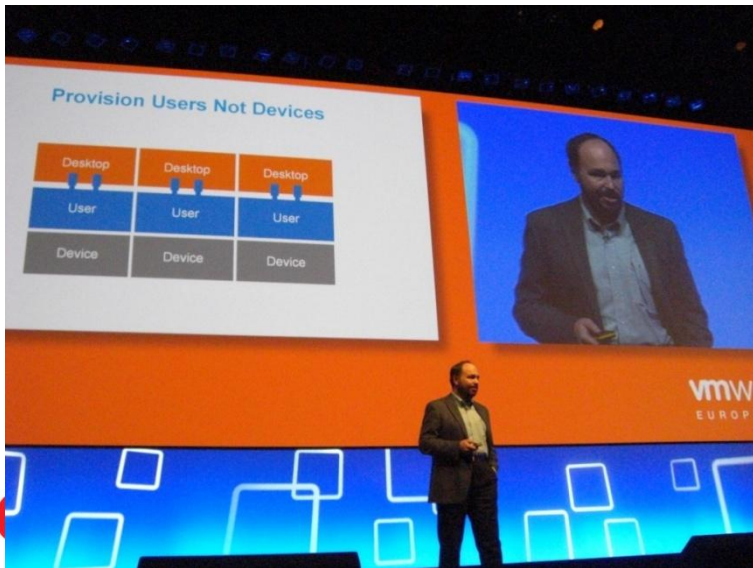 Provision Users Not Devices
Desktop Desktop Desktop
User User User
Device Device Device
vmw
EUROP